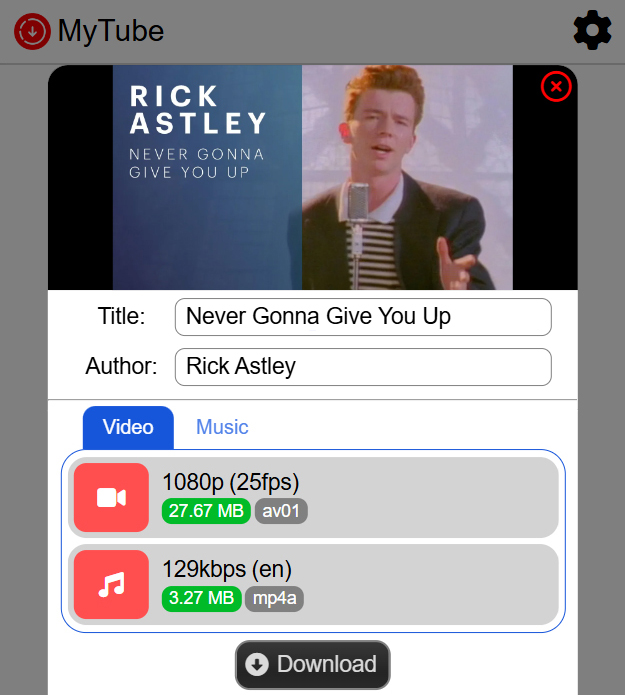 MyTube
RICK
ASTLEY
NEVER GONNA
GIVE YOU UP
Title: Never Gonna Give You Up
Author: Rick Astley
Video Music
1080p (25fps)
27.67 MB av01
129kbps (en)
3.27 MB mp4a
Download